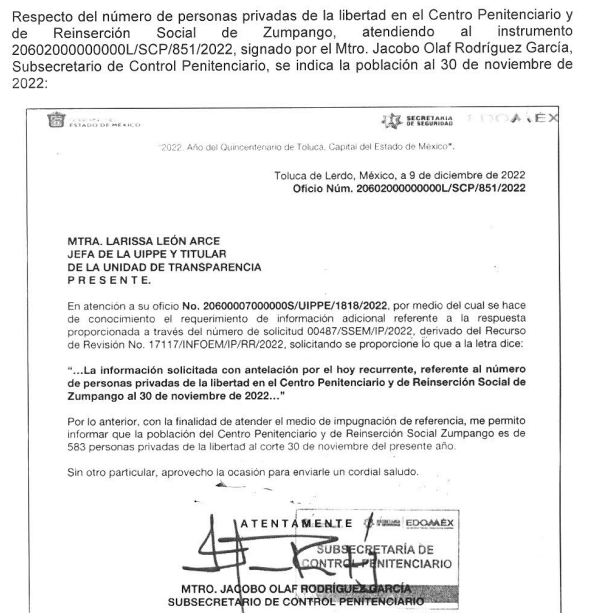 Respecto del número de personas privadas de la libertad en el Centro Penitenciario y
de Reinserción Social de Zumpango, atendiendo al instrumento
20602000000000L/SCP/851/2022, signado por el Mtro. Jacobo Olaf Rodríguez García,
Subsecretario de Control Penitenciario, se indica la población al 30 de noviembre de
2022:
ESTADO DE MÉXICO
SECRETARÍA
DE SEGURIDAD
EDOMÉX
"2022. Año del Quincentenario de Toluca, Capital del Estado de México".
Toluca de Lerdo, México, a 9 de diciembre de 2022
Oficio Núm. 20602000000000L/SCP/851/2022
MTRA. LARISSA LEÓN ARCE
JEFA DE LA UIPPE Y TITULAR
DE LA UNIDAD DE TRANSPARENCIA
P R E S E N T E.
En atención a su oficio No. 20600007000000S/UIPPE/1818/2022, por medio del cual se hace
de conocimiento el requerimiento de información adicional referente a la respuesta
proporcionada a través del número de solicitud 00487/SSEM/IP/2022, derivado del Recurso
de Revisión No. 17117/INFOEM/IP/RR/2022, solicitando se proporcione lo que a la letra dice:
"...La información solicitada con antelación por el hoy recurrente, referente al número
de personas privadas de la libertad en el Centro Penitenciario y de Reinserción Social de
Zumpango al 30 de noviembre de 2022..."
Por lo anterior, con la finalidad de atender el medio de impugnación de referencia, me permito
informar que la población del Centro Penitenciario y de Reinserción Social Zumpango es de
583 personas privadas de la libertad al corte 30 de noviembre del presente año.
Sin otro particular, aprovecho la ocasión para enviarle un cordial saludo.
A T E N T A M E N T E
EDOMÉX
SUBSECRETARÍA DE
CONTROL PENITENCIARIO
MTRO. JACOBO OLAF RODRÍGUEZ GARCÍA
SUBSECRETARIO DE CONTROL PENITENCIARIO